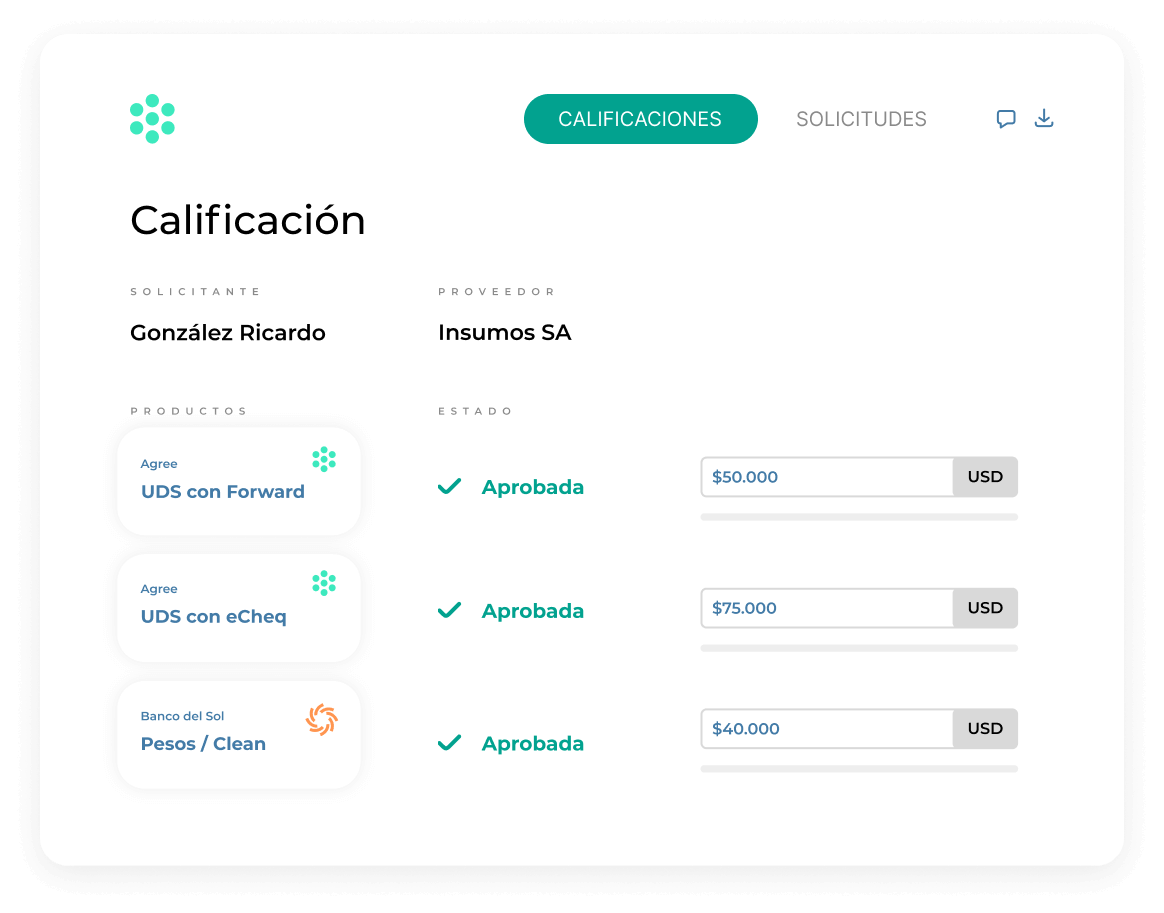 CALIFICACIONES
SOLICITUDES
Calificación
SOLICITANTE
PROVEEDOR
González Ricardo
Insumos SA
PRODUCTOS
ESTADO
Agree
UDS con Forward
Aprobada
$50.000
USD
Agree
UDS con eCheq
Aprobada
$75.000
USD
Banco del Sol
Pesos / Clean
Aprobada
$40.000
USD